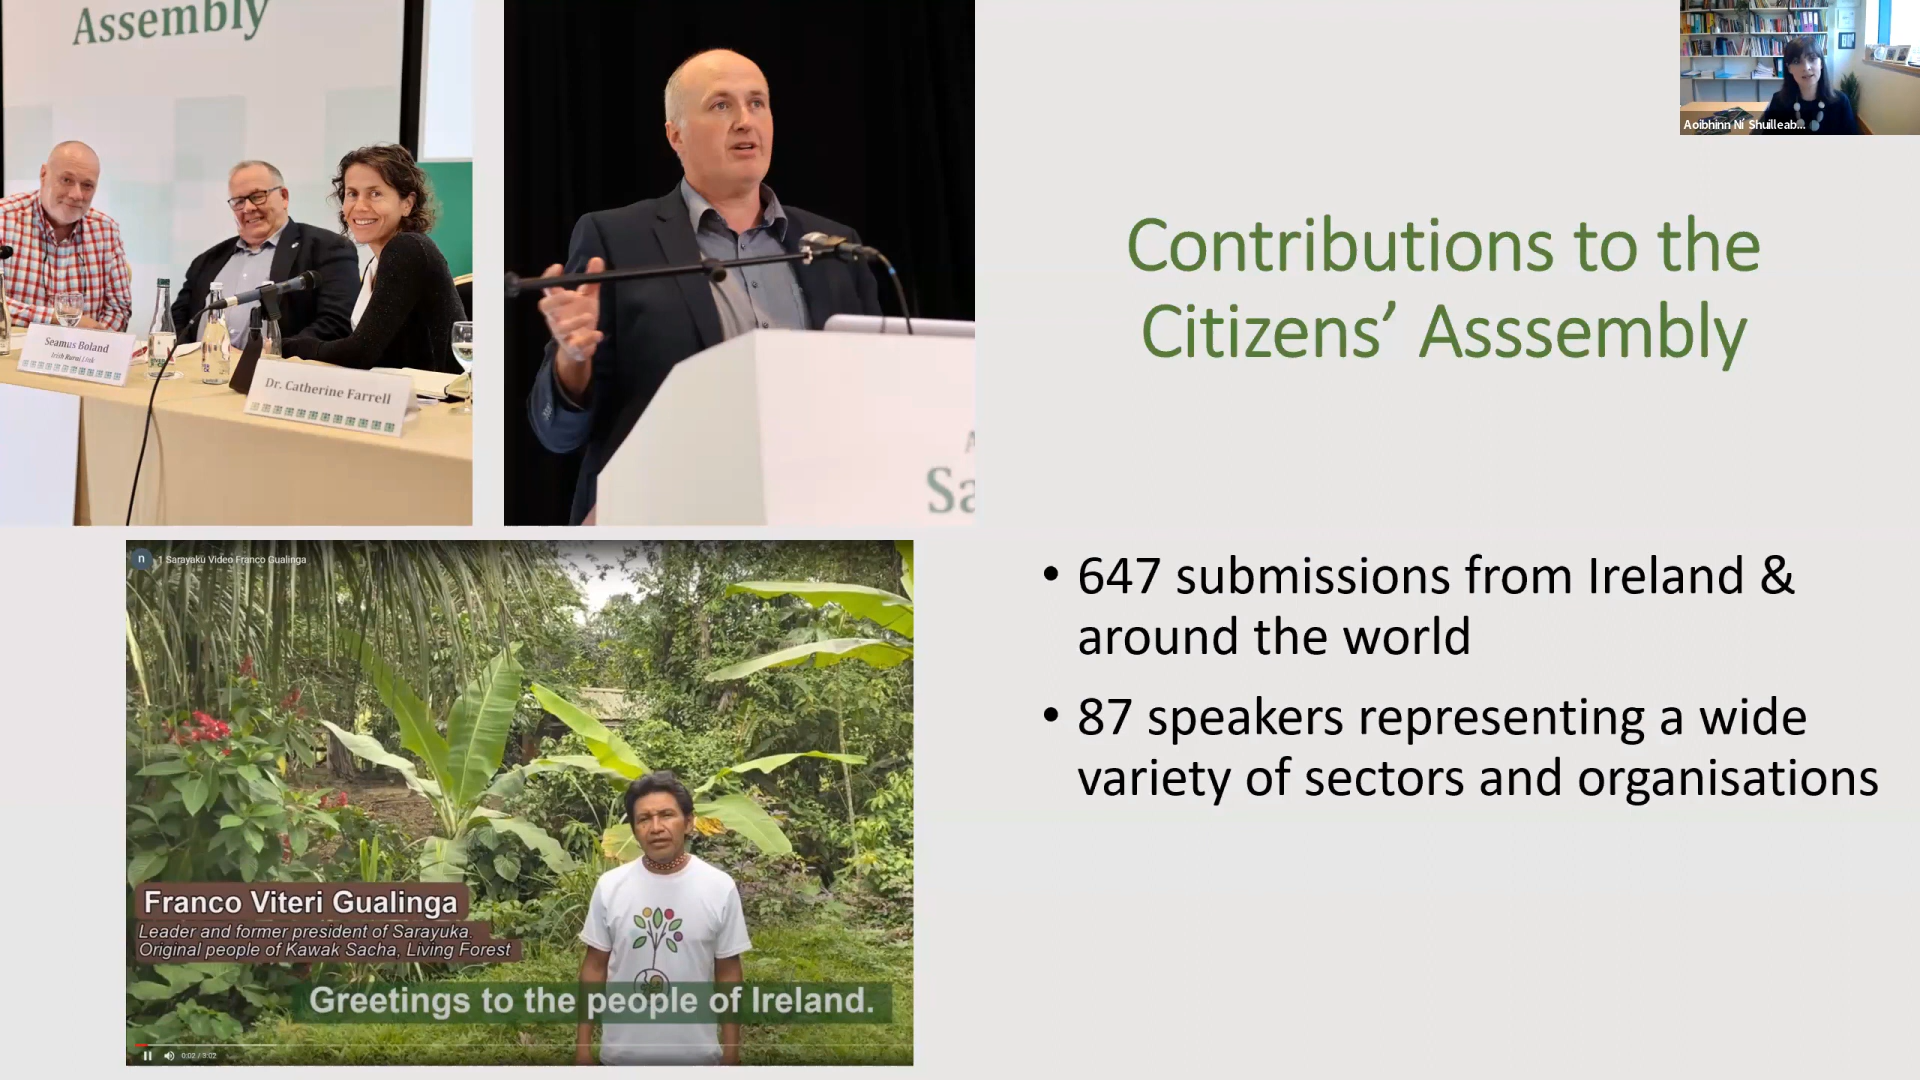 Assembly
Seamus Boland
Irish Rural Link
Dr. Catherine Farrell
Sa
Aoibhinn Ní Shuilleab...
Contributions to the
Citizens’ Asssembly
n
1 Sarayaku Video Franco Gualinga
Franco Viteri Gualinga
Leader and former president of Sarayuka.
Original people of Kawak Sacha, Living Forest
Greetings to the people of Ireland.
0:02 / 3:02
• 647 submissions from Ireland &
around the world
• 87 speakers representing a wide
variety of sectors and organisations